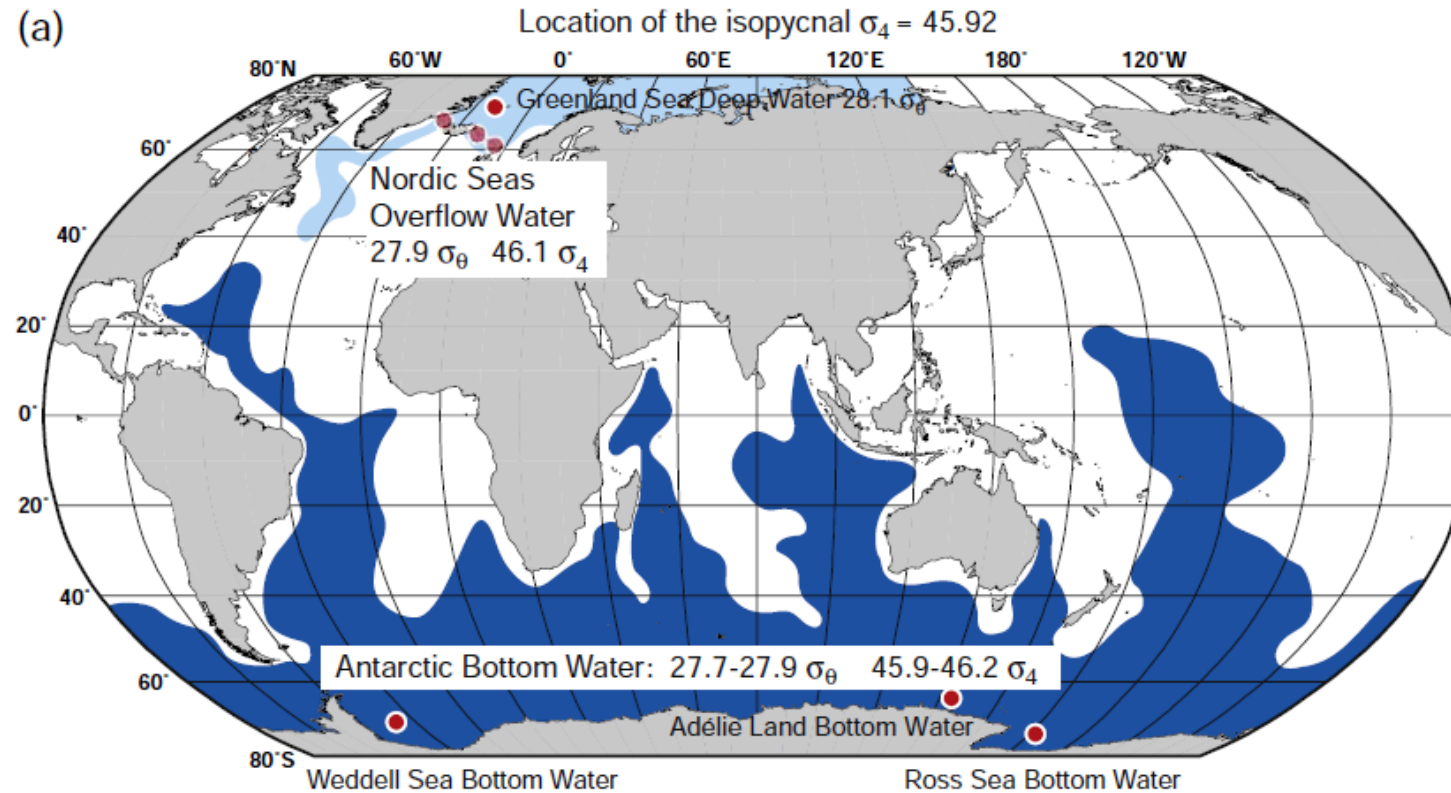 (a)
Location of the isopycnal σ₄ = 45.92
60˚W 0˚ 60˚E 120˚E 180˚ 120˚W
80˚N
Greenland Sea Deep Water 28.1 σθ
60˚
Nordic Seas
Overflow Water
27.9 σθ 46.1 σ₄
40˚
20˚
0˚
20˚
40˚
Antarctic Bottom Water: 27.7-27.9 σθ 45.9-46.2 σ₄
60˚
Adélie Land Bottom Water
80˚S
Weddell Sea Bottom Water Ross Sea Bottom Water